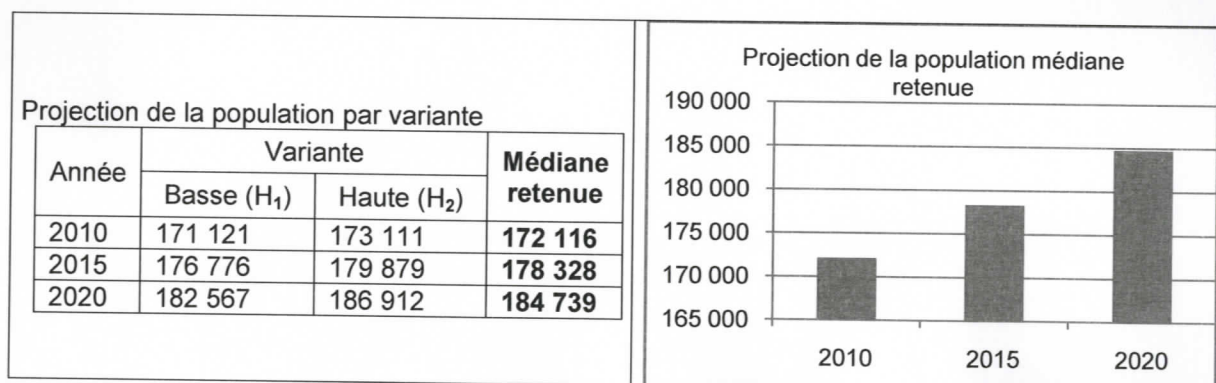 Projection de la population par variante
Année Variante Médiane retenue
Basse (H₁) Haute (H₂)
2010 171 121 173 111 172 116
2015 176 776 179 879 178 328
2020 182 567 186 912 184 739
Projection de la population médiane
retenue
190 000
185 000
180 000
175 000
170 000
165 000
2010 2015 2020